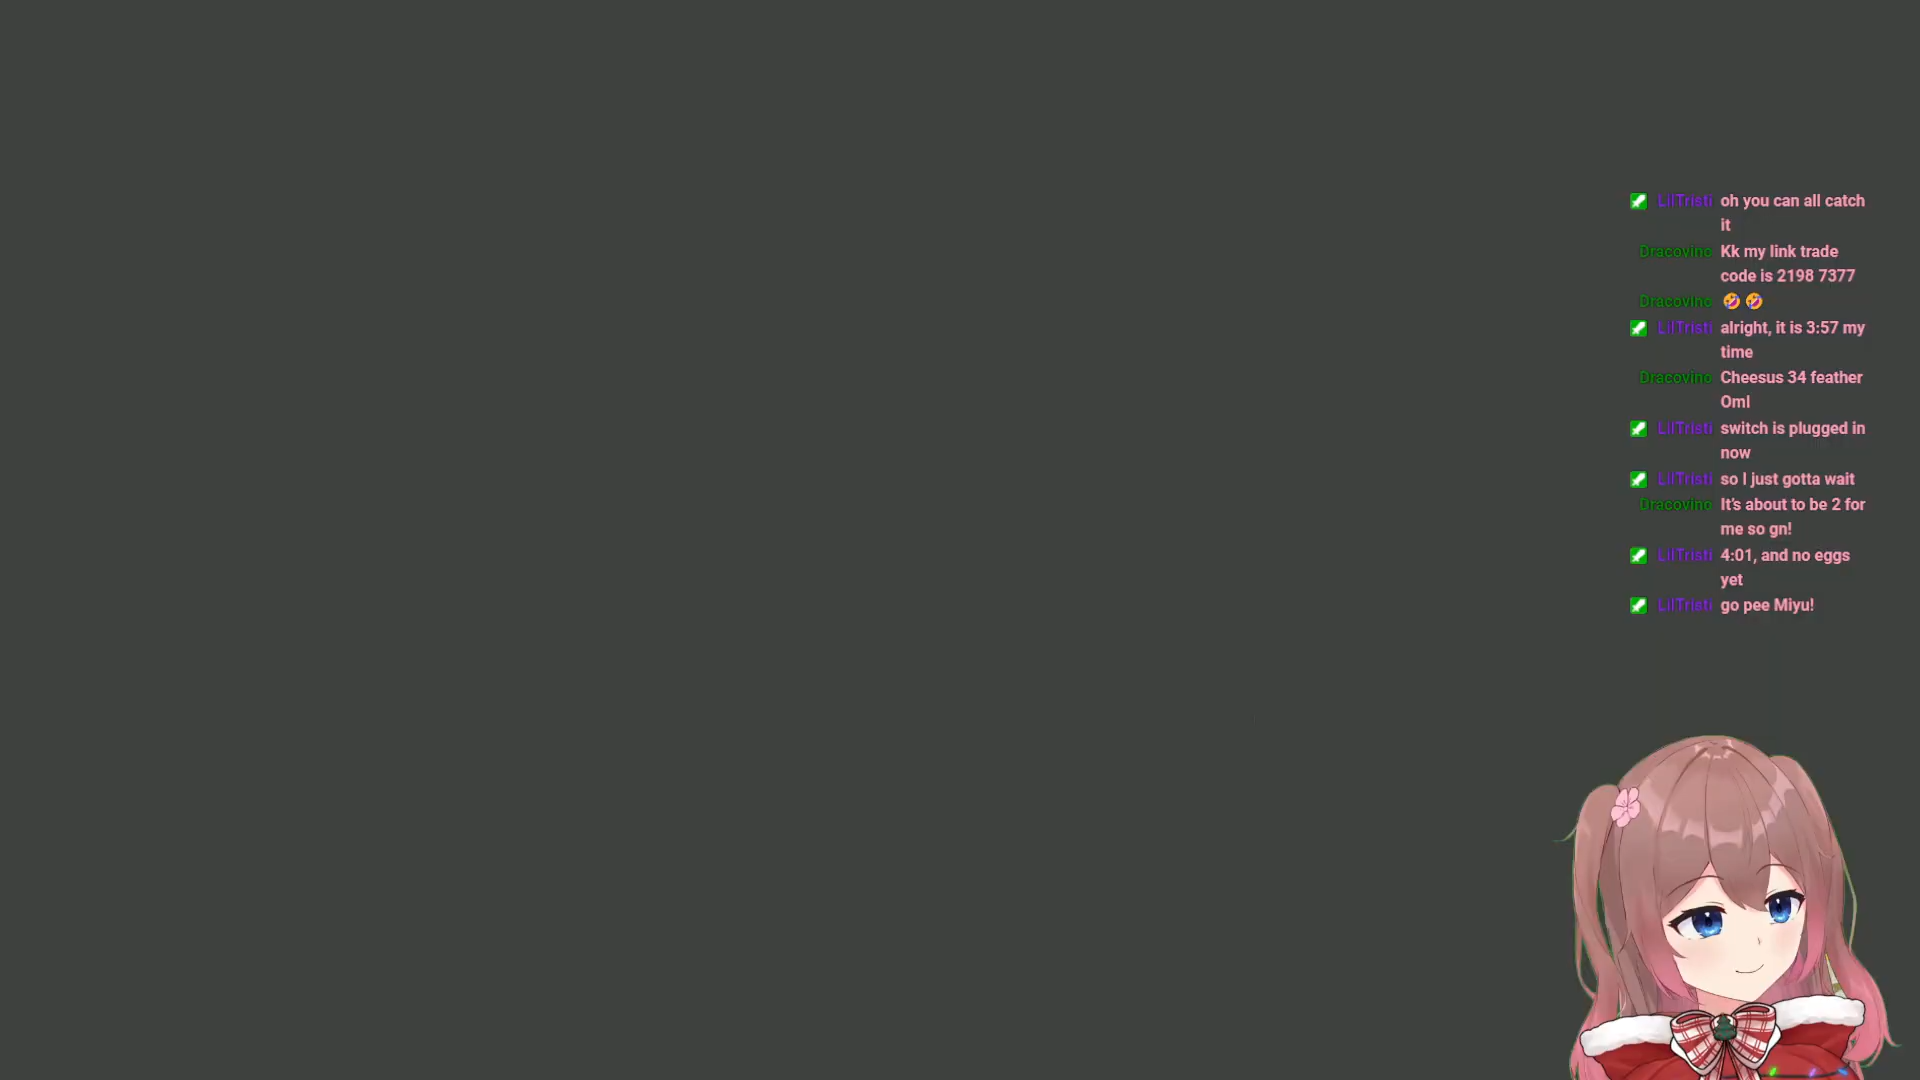 LilTristi oh you can all catch
it
Dracovino Kk my link trade
code is 2198 7377
Dracovino 🤣 🤣
LilTristi alright, it is 3:57 my
time
Dracovino Cheesus 34 feather
Oml
LilTristi switch is plugged in
now
LilTristi so I just gotta wait
Dracovino It's about to be 2 for
me so gn!
LilTristi 4:01, and no eggs
yet
LilTristi go pee Miyu!